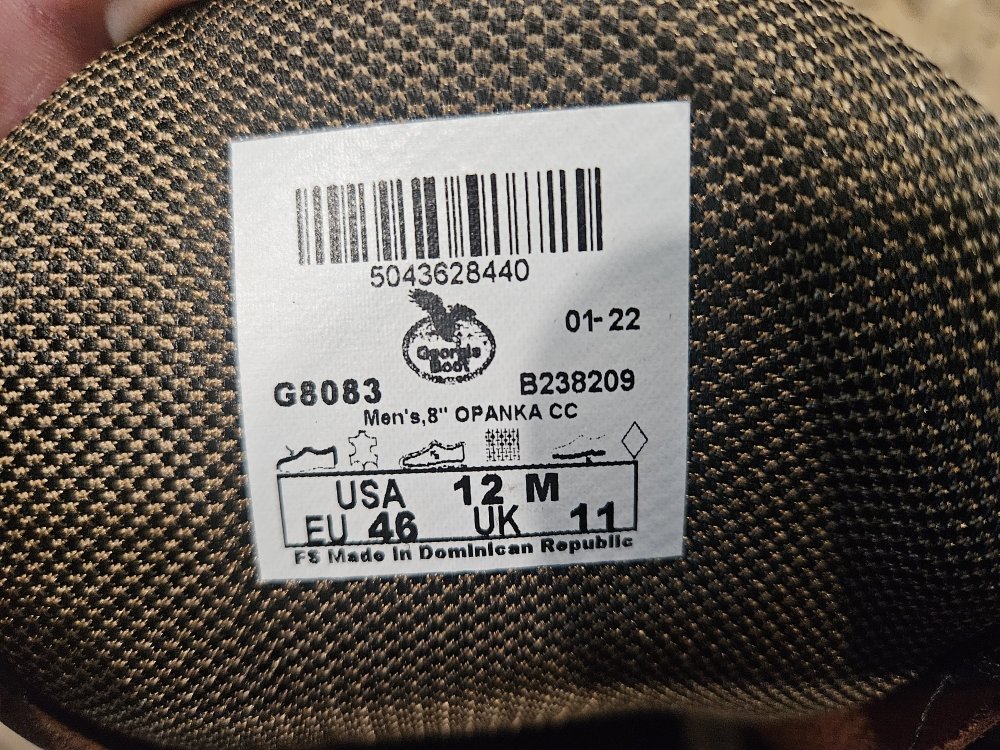 5043628440
01-22
Georgia
Boot
G8083
B238209
Men's,8" OPANKA CC
USA 12 M
EU 46 UK 11
FS Made In Dominican Republic